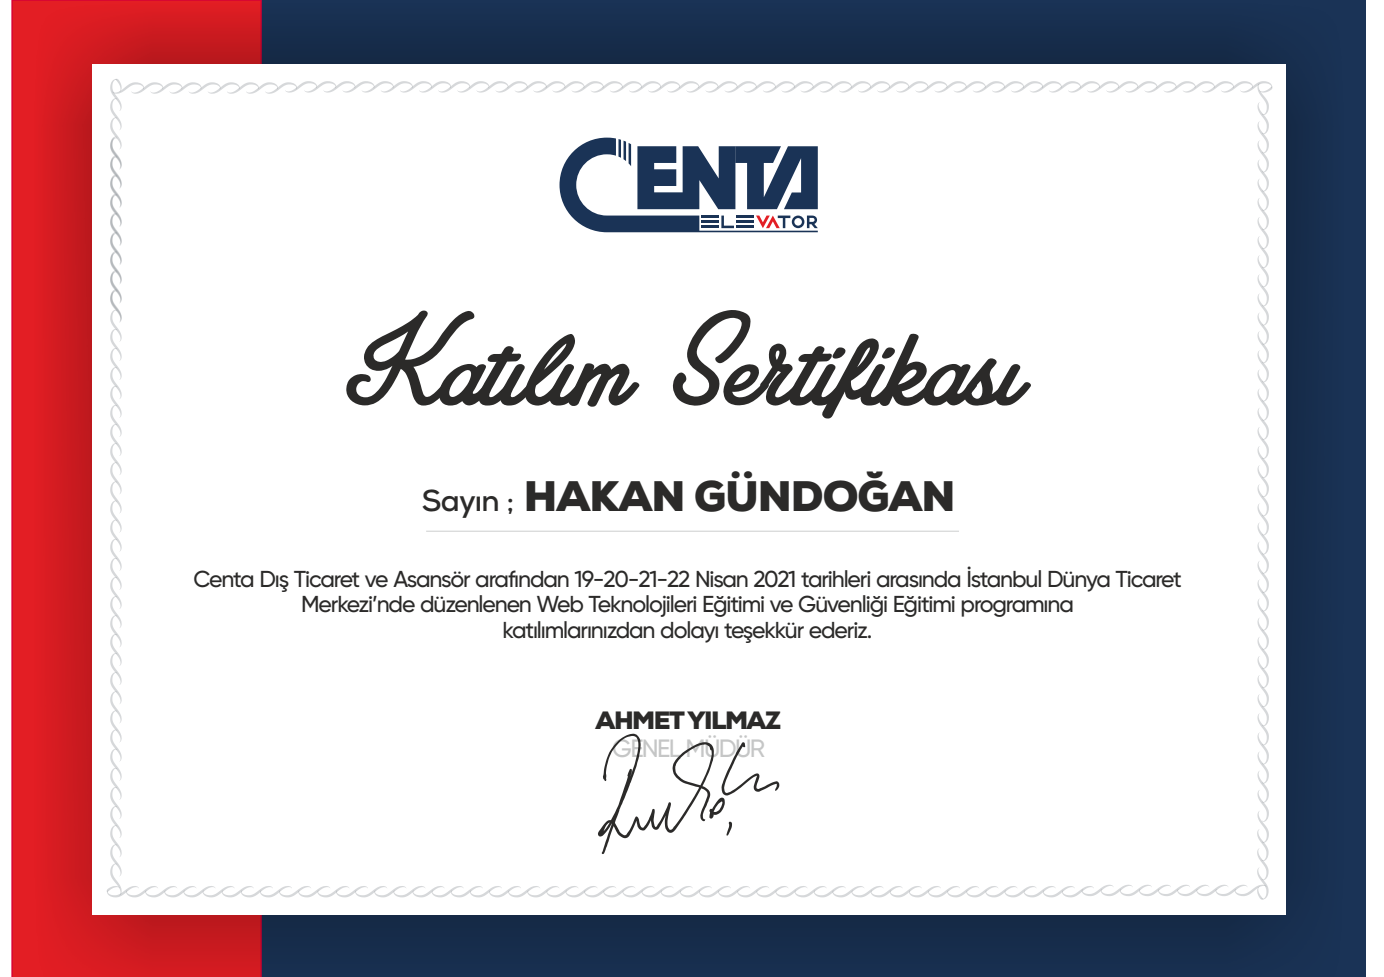 CENTA
ELEVATOR
Katılım Sertifikası
Sayın ; HAKAN GÜNDOĞAN
Centa Dış Ticaret ve Asansör arafından 19-20-21-22 Nisan 2021 tarihleri arasında İstanbul Dünya Ticaret
Merkezi’nde düzenlenen Web Teknolojileri Eğitimi ve Güvenliği Eğitimi programına
katılımlarınızdan dolayı teşekkür ederiz.
AHMET YILMAZ
GENEL MÜDÜR